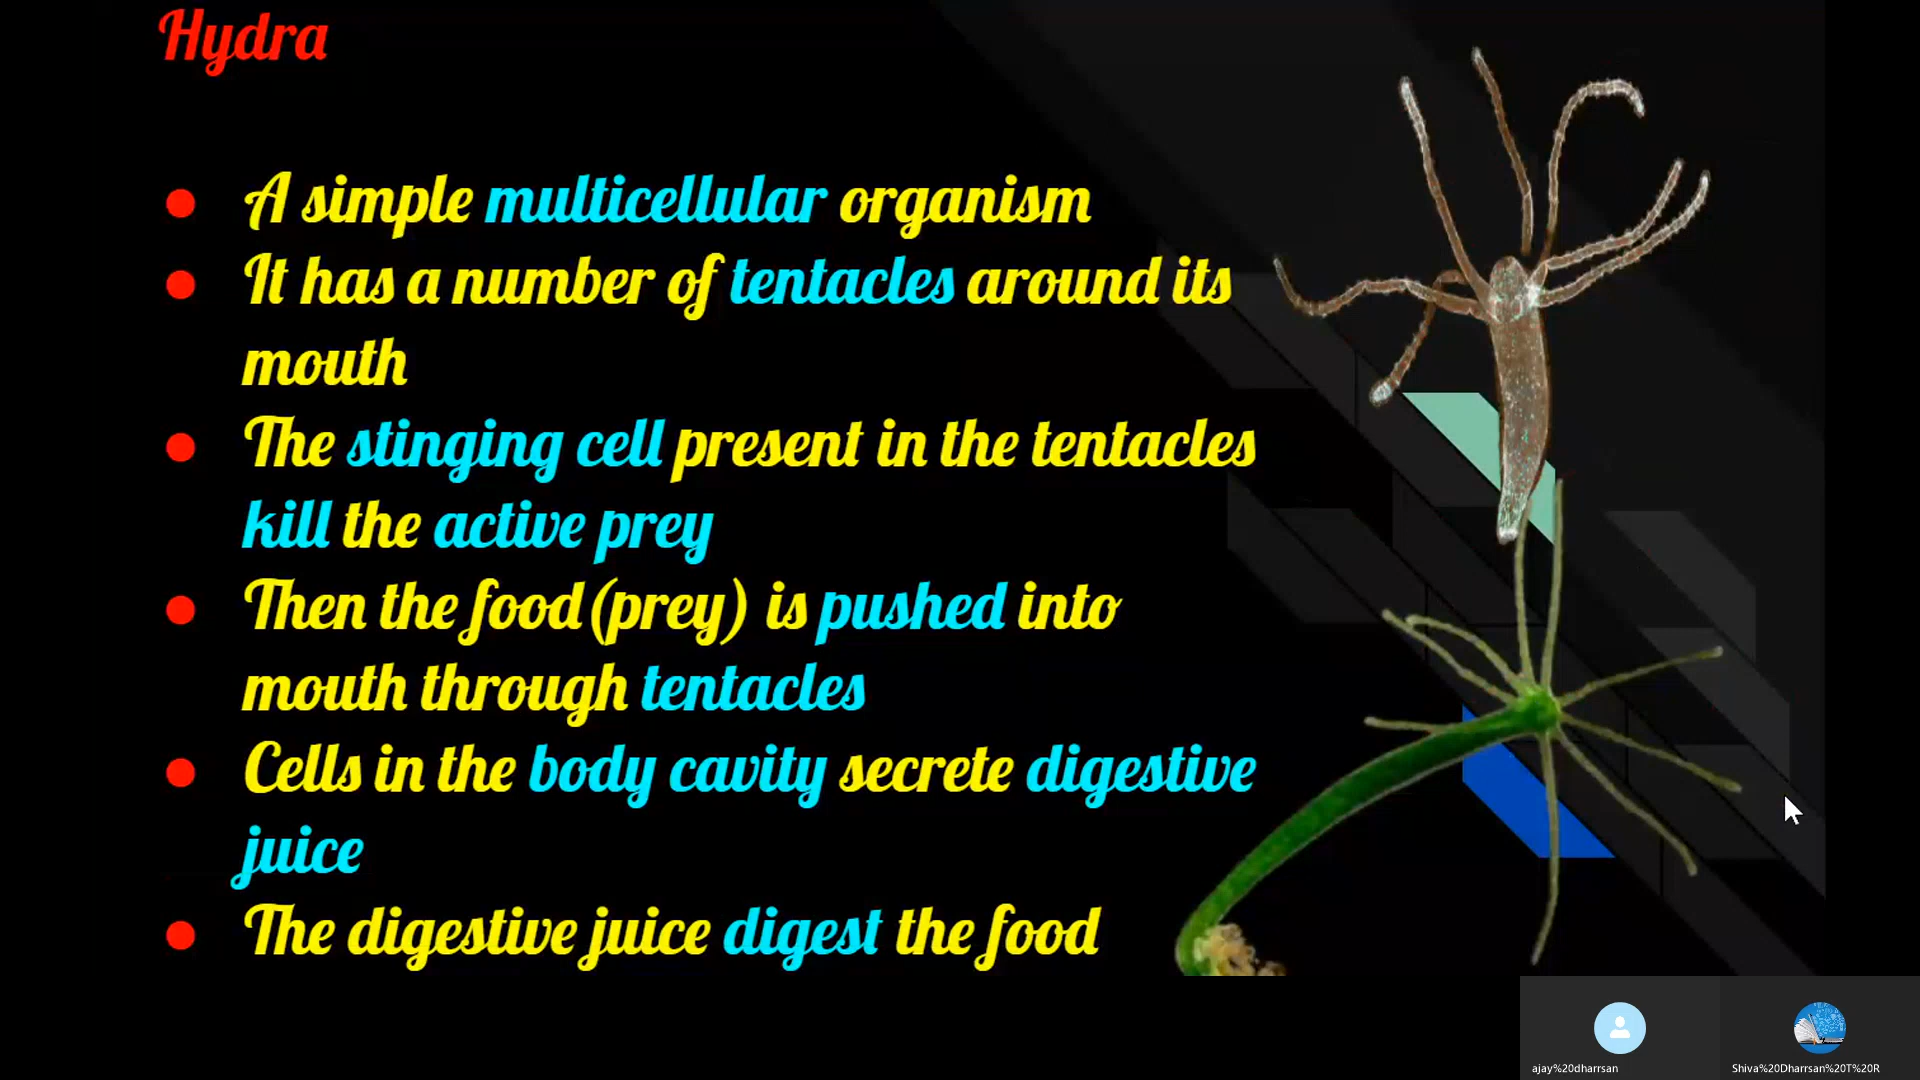 Hydra
A simple multicellular organism
It has a number of tentacles around its
mouth
The stinging cell present in the tentacles
kill the active prey
Then the food(prey) is pushed into
mouth through tentacles
Cells in the body cavity secrete digestive
juice
The digestive juice digest the food
ajay%20dharrsan
Shiva%20Dharrsan%20T%20R